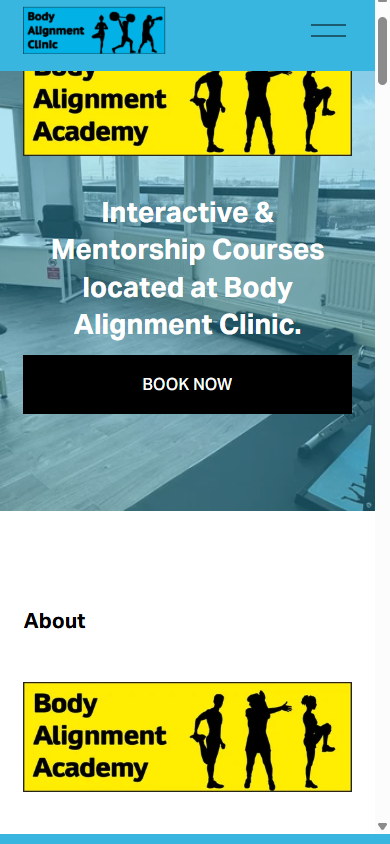 Body
Alignment
Clinic
Body
Alignment
Academy
Interactive &
Mentorship Courses
located at Body
Alignment Clinic.
BOOK NOW
About
Body
Alignment
Academy